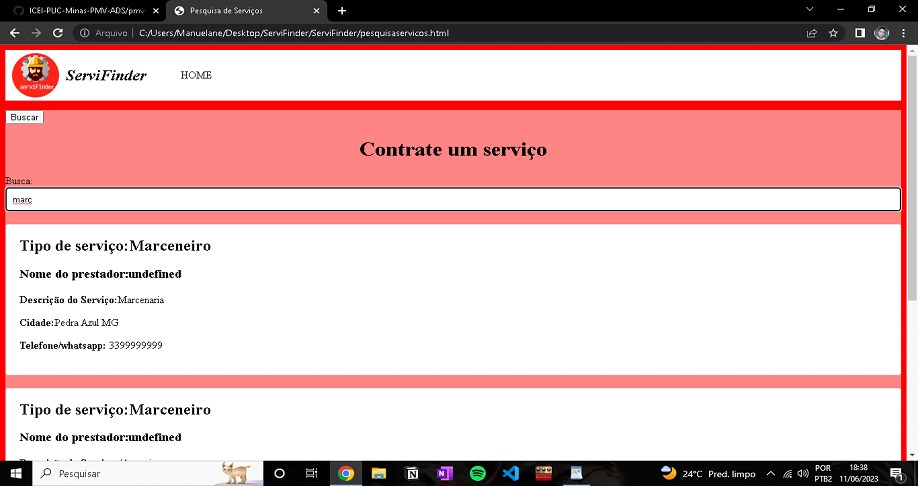 ICEI-PUC-Minas-PMV-ADS/pmv-
Pesquisa de Serviços
Arquivo
C:/Users/Manuelane/Desktop/ServiFinder/ServiFinder/pesquisaservicos.html
serviFinder
ServiFinder
HOME
Buscar
Contrate um serviço
Busca:
marc
Tipo de serviço:Marceneiro
Nome do prestador:undefined
Descrição do Serviço:Marcenaria
Cidade:Pedra Azul MG
Telefone/whatsapp: 3399999999
Tipo de serviço:Marceneiro
Nome do prestador:undefined
Pesquisar
24°C Pred. limpo
POR
PTB2
18:38
11/06/2023
1